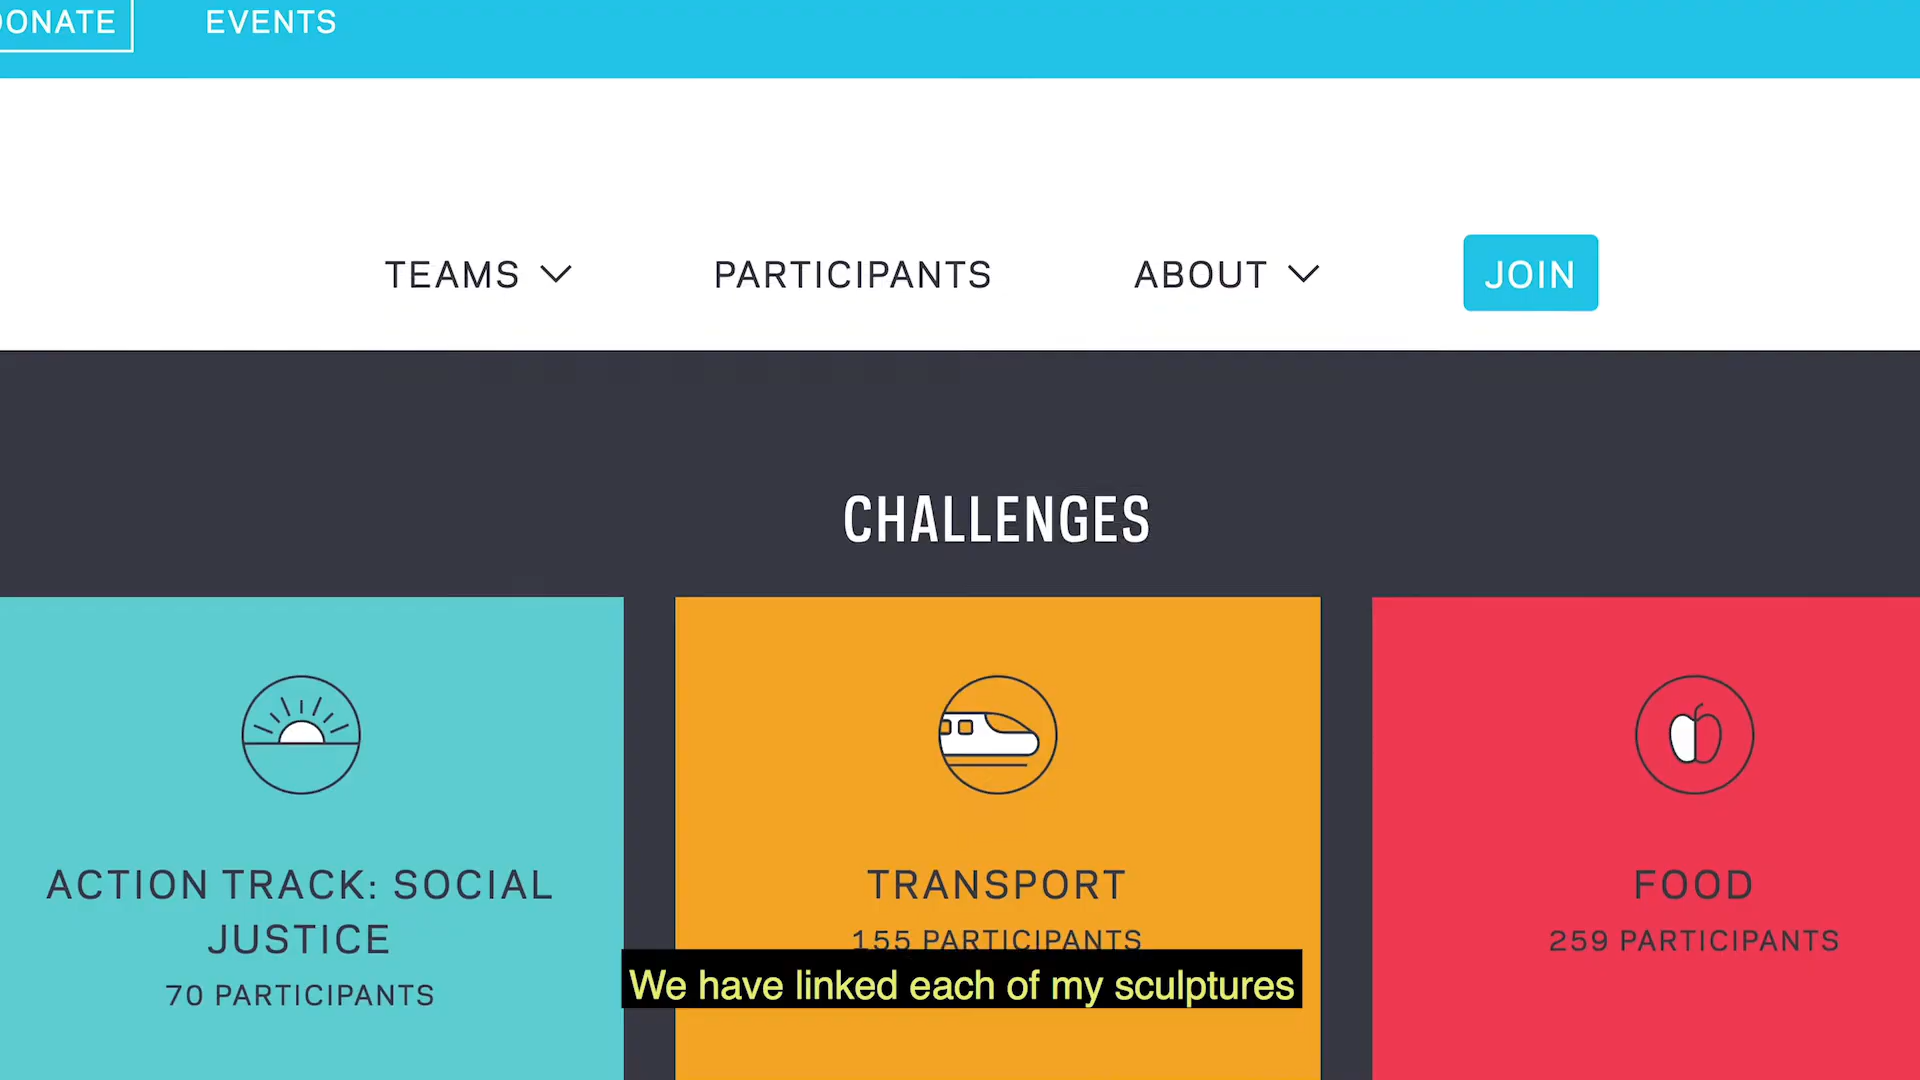 DONATE EVENTS
TEAMS PARTICIPANTS ABOUT JOIN
CHALLENGES
ACTION TRACK: SOCIAL
JUSTICE
70 PARTICIPANTS
TRANSPORT
155 PARTICIPANTS
FOOD
259 PARTICIPANTS
We have linked each of my sculptures